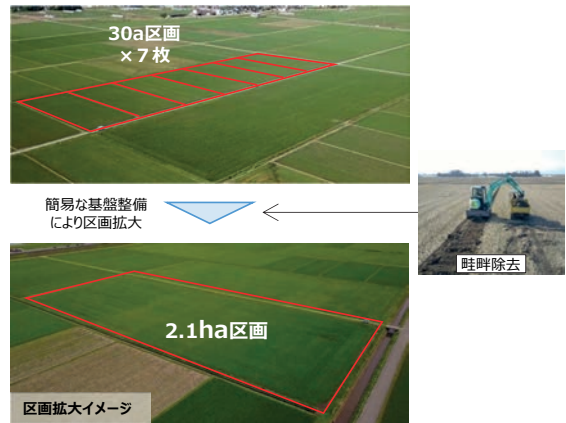 30a区画
×７枚
簡易な基盤整備
により区画拡大
畦畔除去
2.1ha区画
区画拡大イメージ